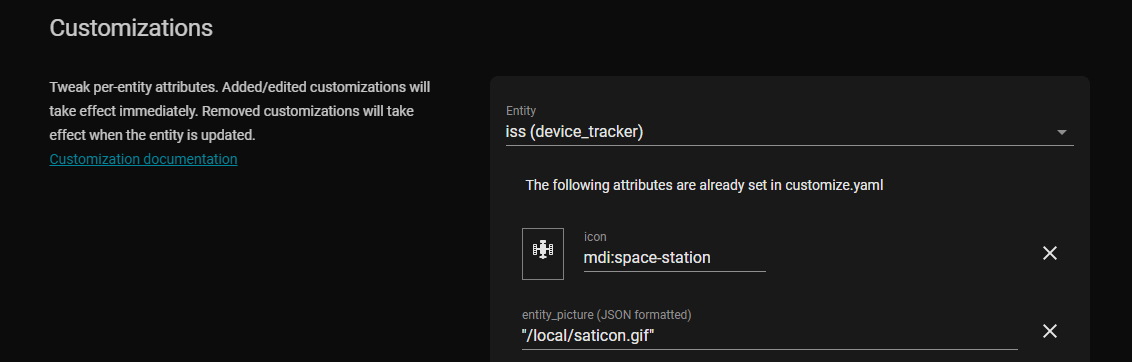 Customizations
Tweak per-entity attributes. Added/edited customizations will
take effect immediately. Removed customizations will take
effect when the entity is updated.
Customization documentation
Entity
iss (device_tracker)
The following attributes are already set in customize.yaml
icon
mdi:space-station
entity_picture (JSON formatted)
"/local/saticon.gif"